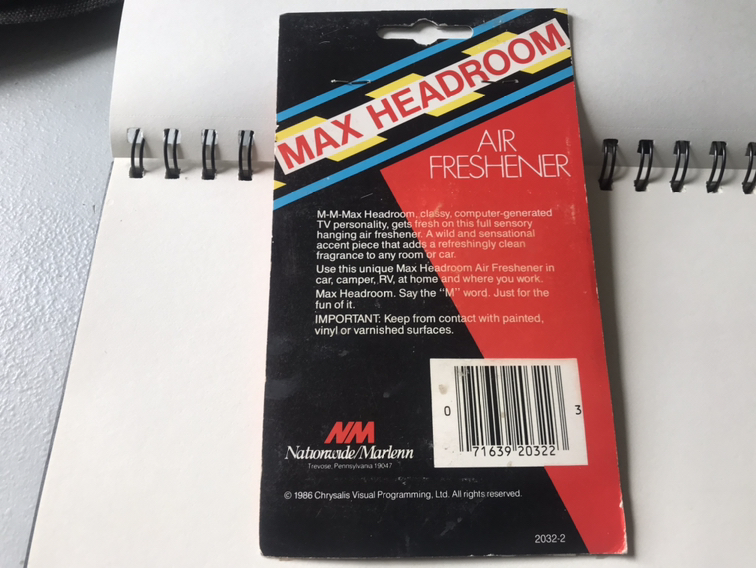 MAX HEADROOM
AIR
FRESHENER
M-M-Max Headroom, classy, computer-generated
TV personality, gets fresh on this full sensory
hanging air freshener. A wild and sensational
accent piece that adds a refreshingly clean
fragrance to any room or car.
Use this unique Max Headroom Air Freshener in
car, camper, RV, at home and where you work.
Max Headroom. Say the "M" word. Just for the
fun of it.
IMPORTANT: Keep from contact with painted,
vinyl or varnished surfaces.
0 71639 20322 3
NM
Nationwide/Marlenn
Trevose, Pennsylvania 19047
© 1986 Chrysalis Visual Programming, Ltd. All rights reserved.
2032-2